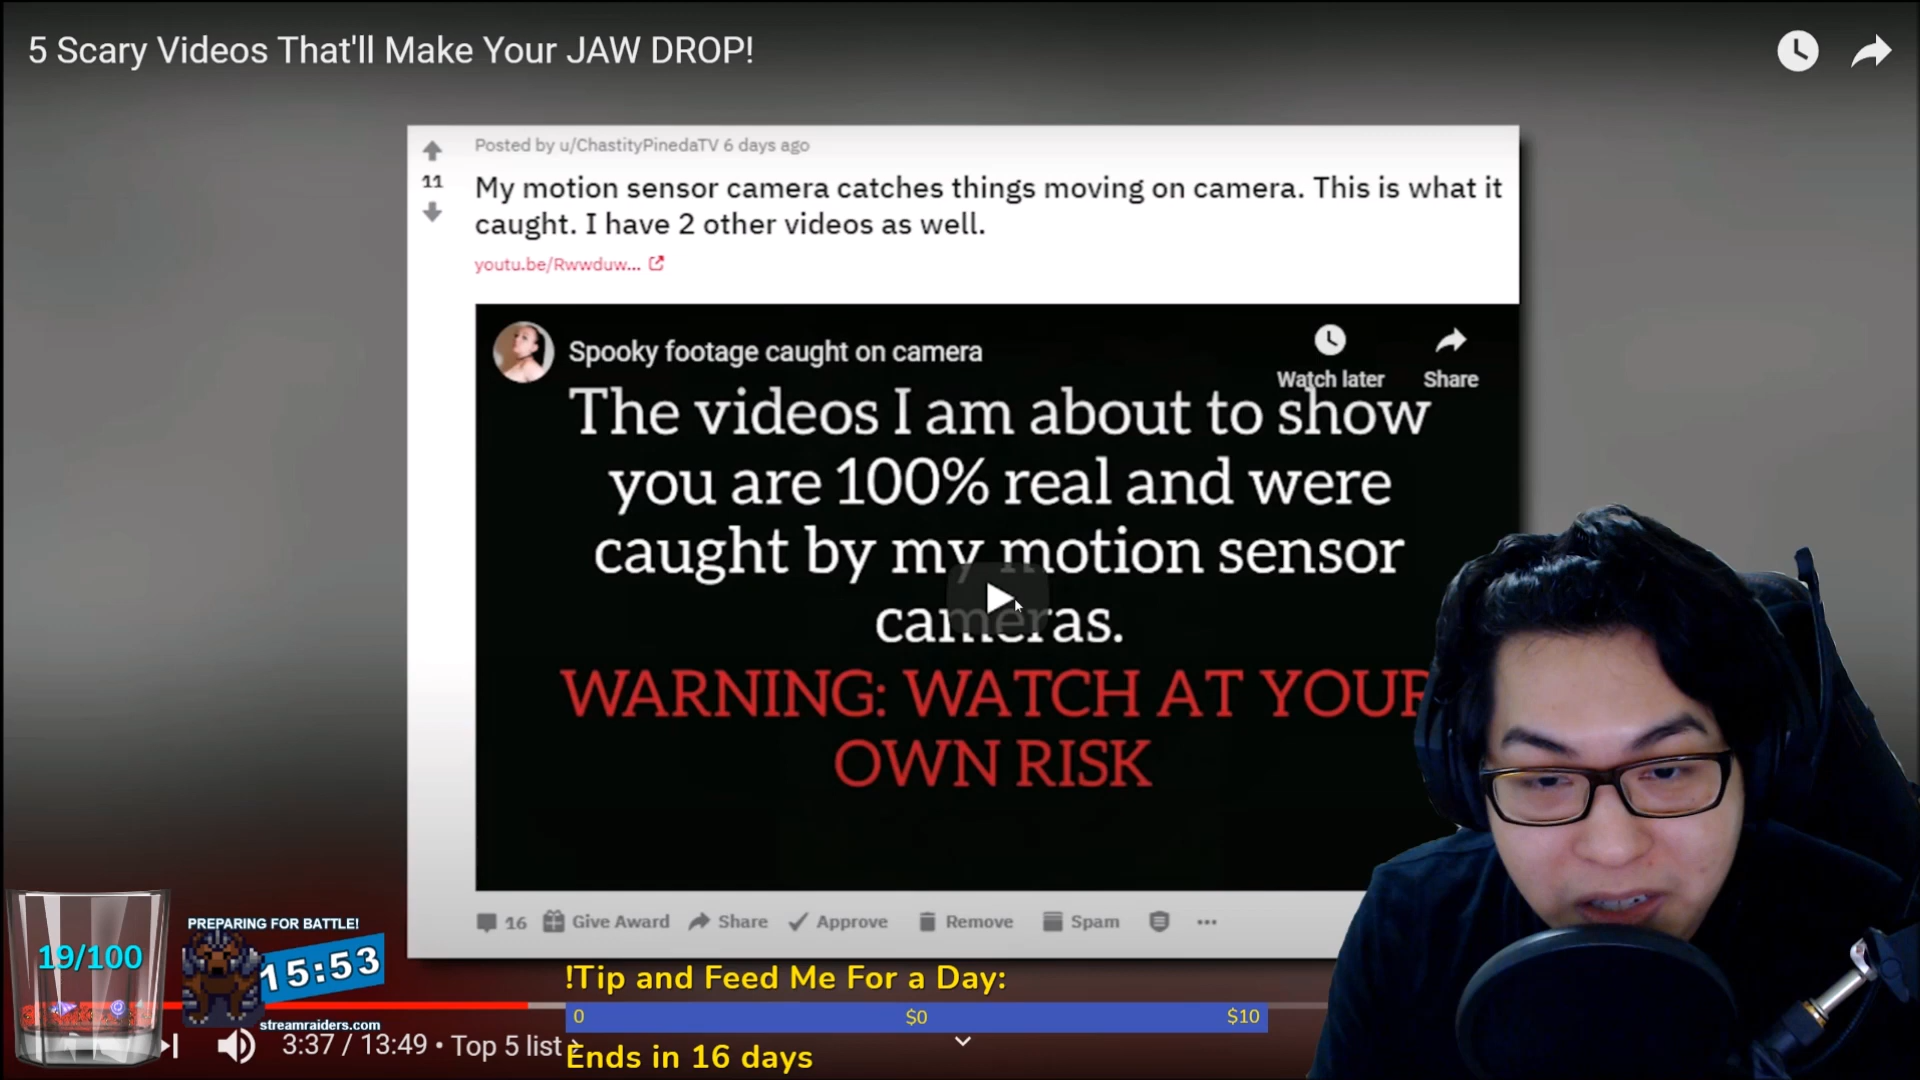 5 Scary Videos That'll Make Your JAW DROP!
Posted by u/ChastityPinedaTV 6 days ago
11
My motion sensor camera catches things moving on camera. This is what it
caught. I have 2 other videos as well.
youtu.be/Rwwduw...
Spooky footage caught on camera
Watch later
Share
The videos I am about to show
you are 100% real and were
caught by my motion sensor
cameras.
WARNING: WATCH AT YOUR
OWN RISK
16 Give Award Share Approve Remove Spam
PREPARING FOR BATTLE!
19/100
15:53
streamraiders.com
!Tip and Feed Me For a Day:
0 $0 $10
3:37 / 13:49 • Top 5 list
Ends in 16 days